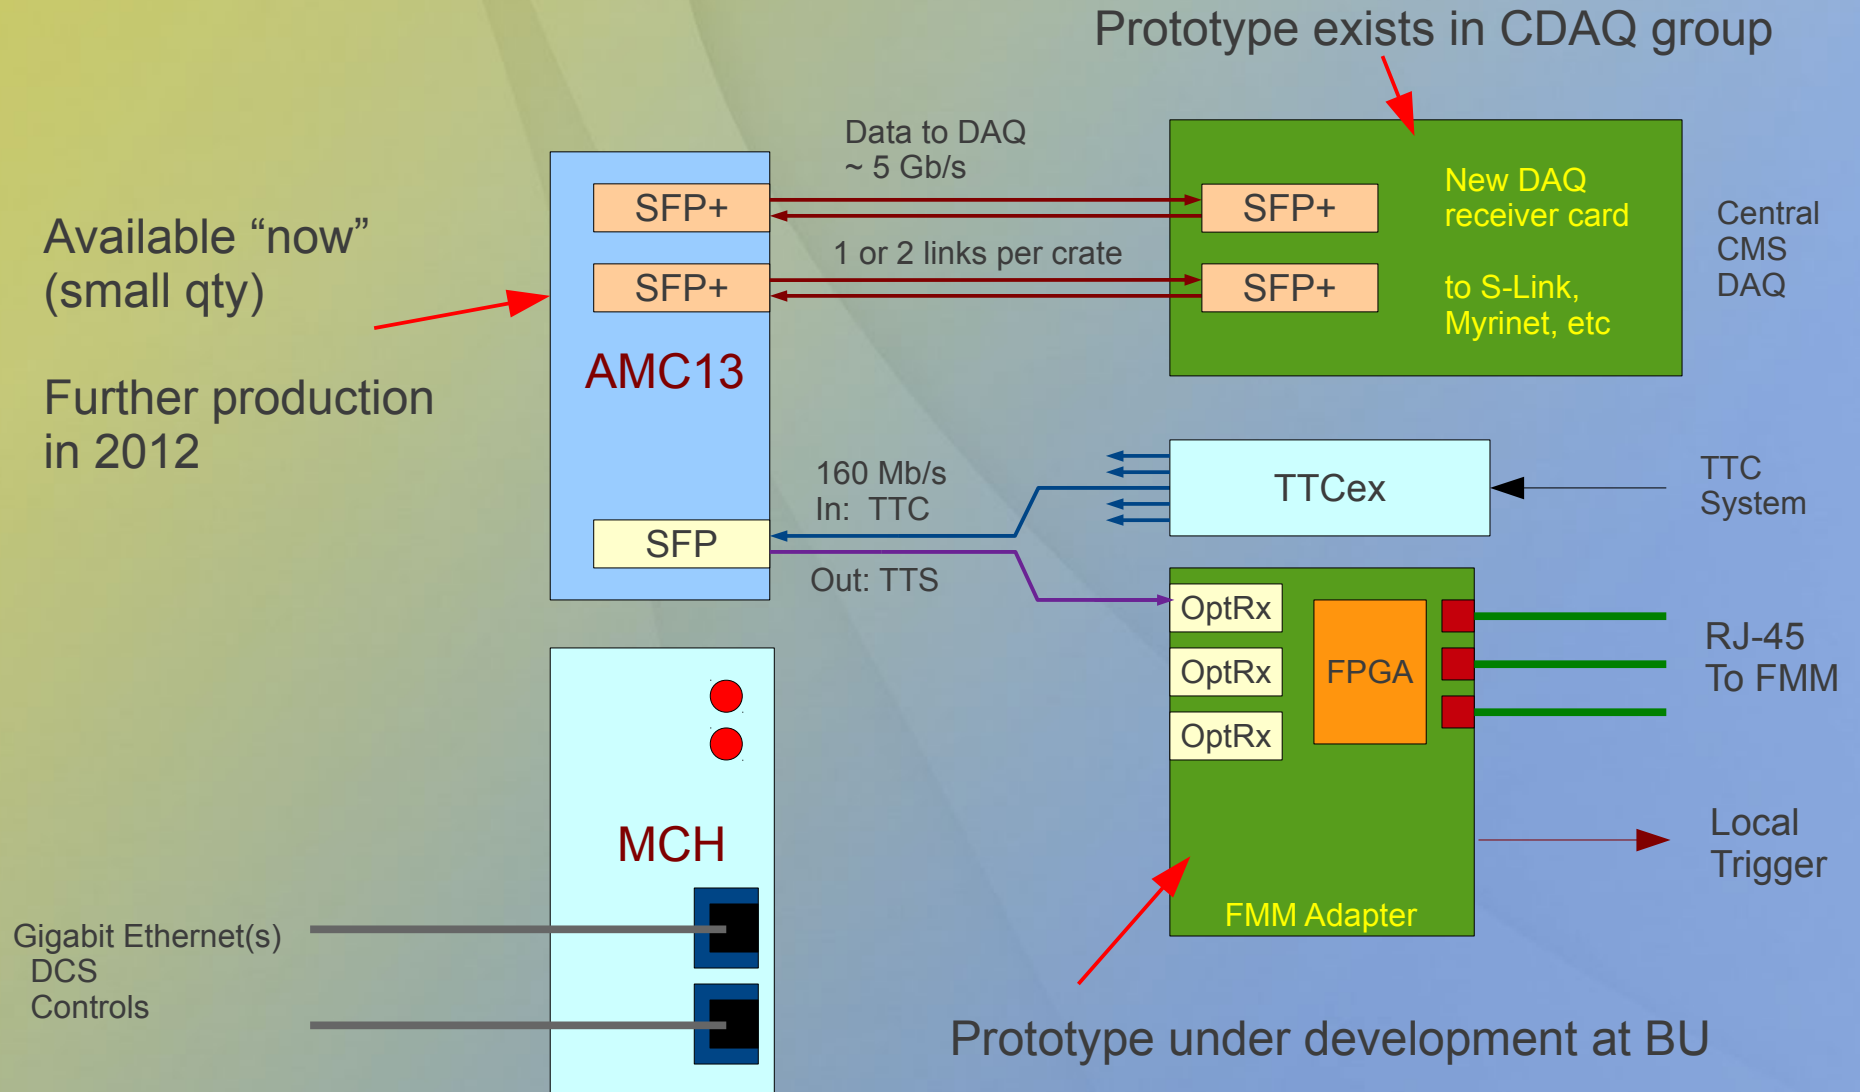 Prototype exists in CDAQ group
Data to DAQ
~ 5 Gb/s
SFP+
SFP+
New DAQ
receiver card
Central
CMS
DAQ
Available “now”
(small qty)
1 or 2 links per crate
SFP+
SFP+
to S-Link,
Myrinet, etc
AMC13
Further production
in 2012
160 Mb/s
In: TTC
TTCex
TTC
System
SFP
Out: TTS
OptRx
OptRx
OptRx
FPGA
RJ-45
To FMM
MCH
Local
Trigger
FMM Adapter
Gigabit Ethernet(s)
DCS
Controls
Prototype under development at BU